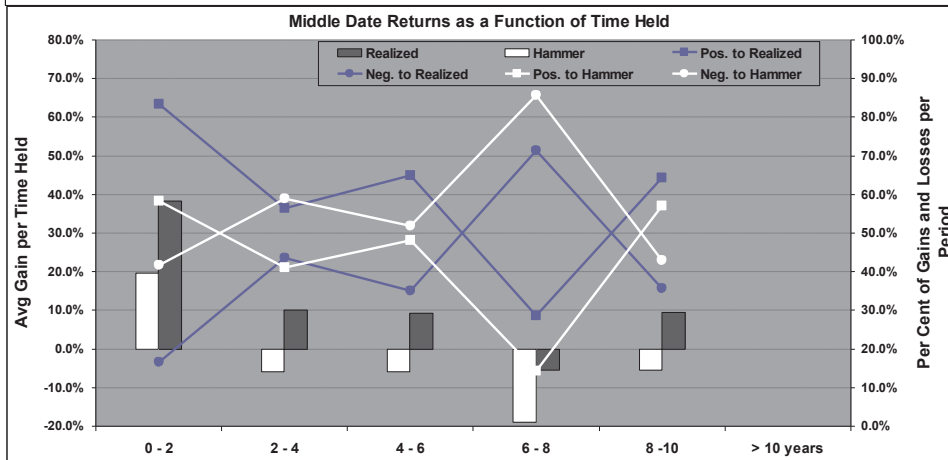 Middle Date Returns as a Function of Time Held
Realized
Hammer
Pos. to Realized
Neg. to Realized
Pos. to Hammer
Neg. to Hammer
Avg Gain per Time Held
80.0%
70.0%
60.0%
50.0%
40.0%
30.0%
20.0%
10.0%
0.0%
-10.0%
-20.0%
100.0%
90.0%
80.0%
70.0%
60.0%
50.0%
40.0%
30.0%
20.0%
10.0%
0.0%
Per Cent of Gains and Losses per
Period
0 - 2
2 - 4
4 - 6
6 - 8
8 -10
> 10 years